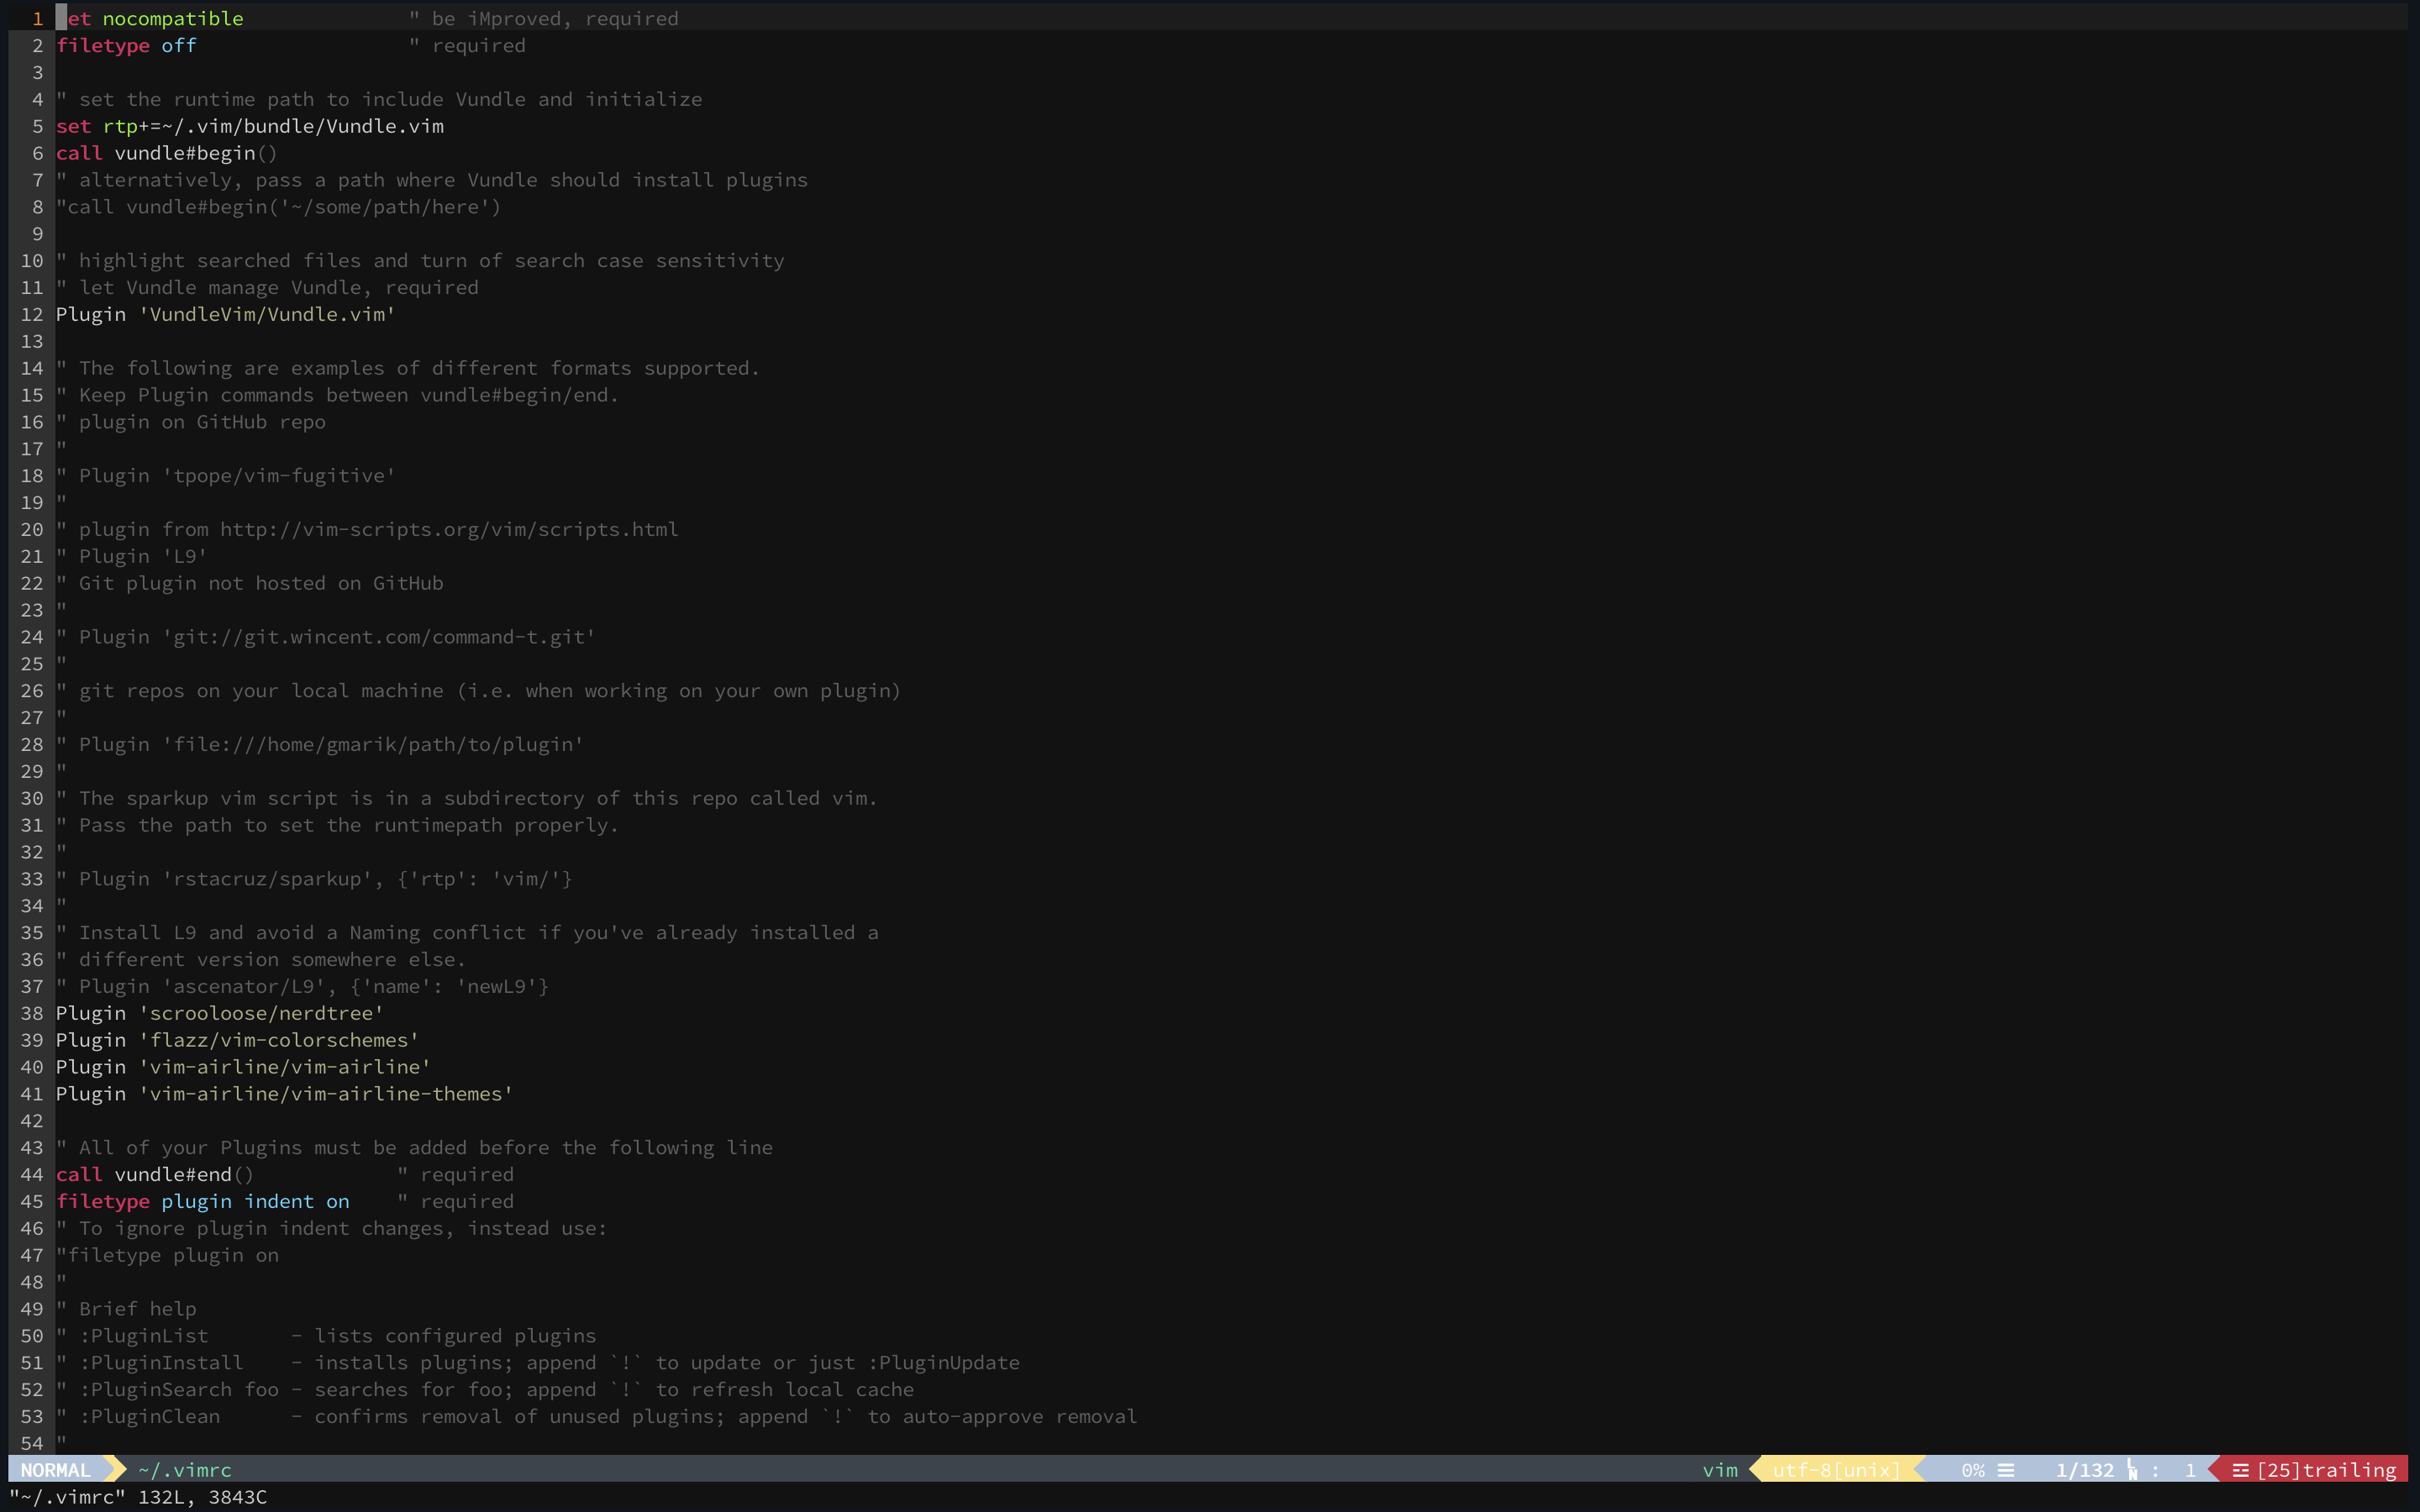 1 et nocompatible " be iMproved, required
2 filetype off " required
3
4 " set the runtime path to include Vundle and initialize
5 set rtp+=~/.vim/bundle/Vundle.vim
6 call vundle#begin()
7 " alternatively, pass a path where Vundle should install plugins
8 "call vundle#begin('~/some/path/here')
9
10 " highlight searched files and turn of search case sensitivity
11 " let Vundle manage Vundle, required
12 Plugin 'VundleVim/Vundle.vim'
13
14 " The following are examples of different formats supported.
15 " Keep Plugin commands between vundle#begin/end.
16 " plugin on GitHub repo
17 "
18 " Plugin 'tpope/vim-fugitive'
19 "
20 " plugin from http://vim-scripts.org/vim/scripts.html
21 " Plugin 'L9'
22 " Git plugin not hosted on GitHub
23 "
24 " Plugin 'git://git.wincent.com/command-t.git'
25 "
26 " git repos on your local machine (i.e. when working on your own plugin)
27 "
28 " Plugin 'file:///home/gmarik/path/to/plugin'
29 "
30 " The sparkup vim script is in a subdirectory of this repo called vim.
31 " Pass the path to set the runtimepath properly.
32 "
33 " Plugin 'rstacruz/sparkup', {'rtp': 'vim/'}
34 "
35 " Install L9 and avoid a Naming conflict if you've already installed a
36 " different version somewhere else.
37 " Plugin 'ascenator/L9', {'name': 'newL9'}
38 Plugin 'scrooloose/nerdtree'
39 Plugin 'flazz/vim-colorschemes'
40 Plugin 'vim-airline/vim-airline'
41 Plugin 'vim-airline/vim-airline-themes'
42
43 " All of your Plugins must be added before the following line
44 call vundle#end() " required
45 filetype plugin indent on " required
46 " To ignore plugin indent changes, instead use:
47 "filetype plugin on
48 "
49 " Brief help
50 " :PluginList - lists configured plugins
51 " :PluginInstall - installs plugins; append `!` to update or just :PluginUpdate
52 " :PluginSearch foo - searches for foo; append `!` to refresh local cache
53 " :PluginClean - confirms removal of unused plugins; append `!` to auto-approve removal
54 "
NORMAL ~/.vimrc vim utf-8[unix] 0% ☰ 1/132 LN : 1 ☲ [25]trailing
"~/.vimrc" 132L, 3843C